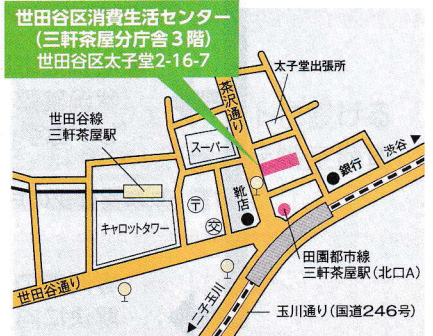 世田谷区消費生活センター
（三軒茶屋分庁舎３階）
世田谷区太子堂2-16-7
茶沢通り
太子堂出張所
世田谷線
三軒茶屋駅
スーパー
渋谷
銀行
靴店
〒
交
キャロットタワー
田園都市線
三軒茶屋駅（北口A）
世田谷通り
二子玉川
玉川通り（国道246号）